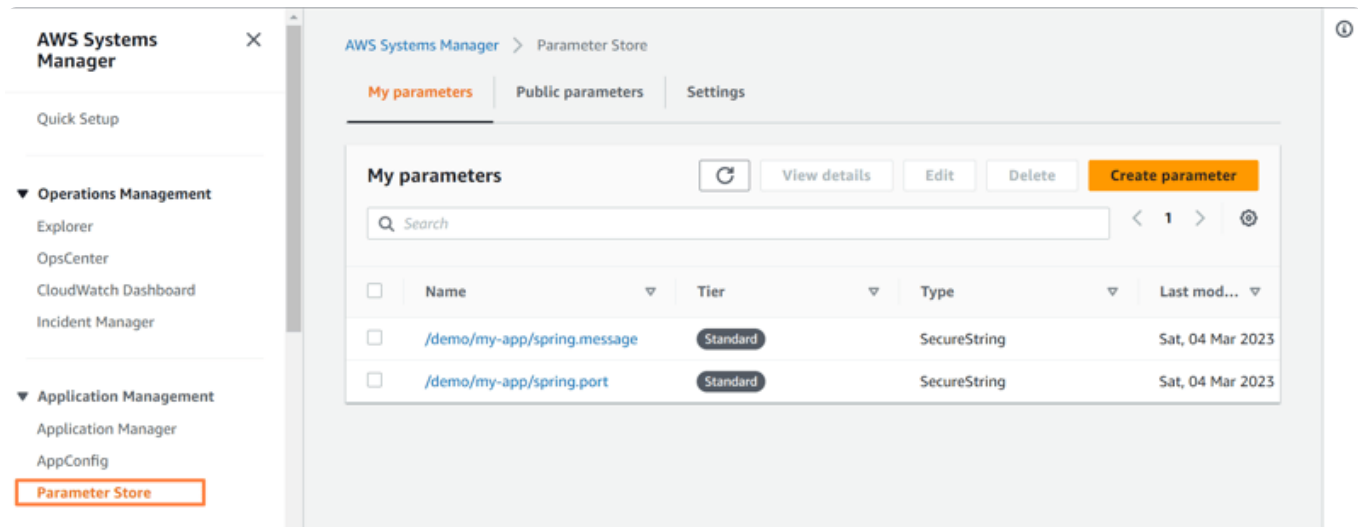 AWS Systems
Manager
Quick Setup
Operations Management
Explorer
OpsCenter
CloudWatch Dashboard
Incident Manager
Application Management
Application Manager
AppConfig
Parameter Store
AWS Systems Manager > Parameter Store
My parameters Public parameters Settings
My parameters View details Edit Delete Create parameter
Search 1
Name Tier Type Last mod...
/demo/my-app/spring.message Standard SecureString Sat, 04 Mar 2023
/demo/my-app/spring.port Standard SecureString Sat, 04 Mar 2023